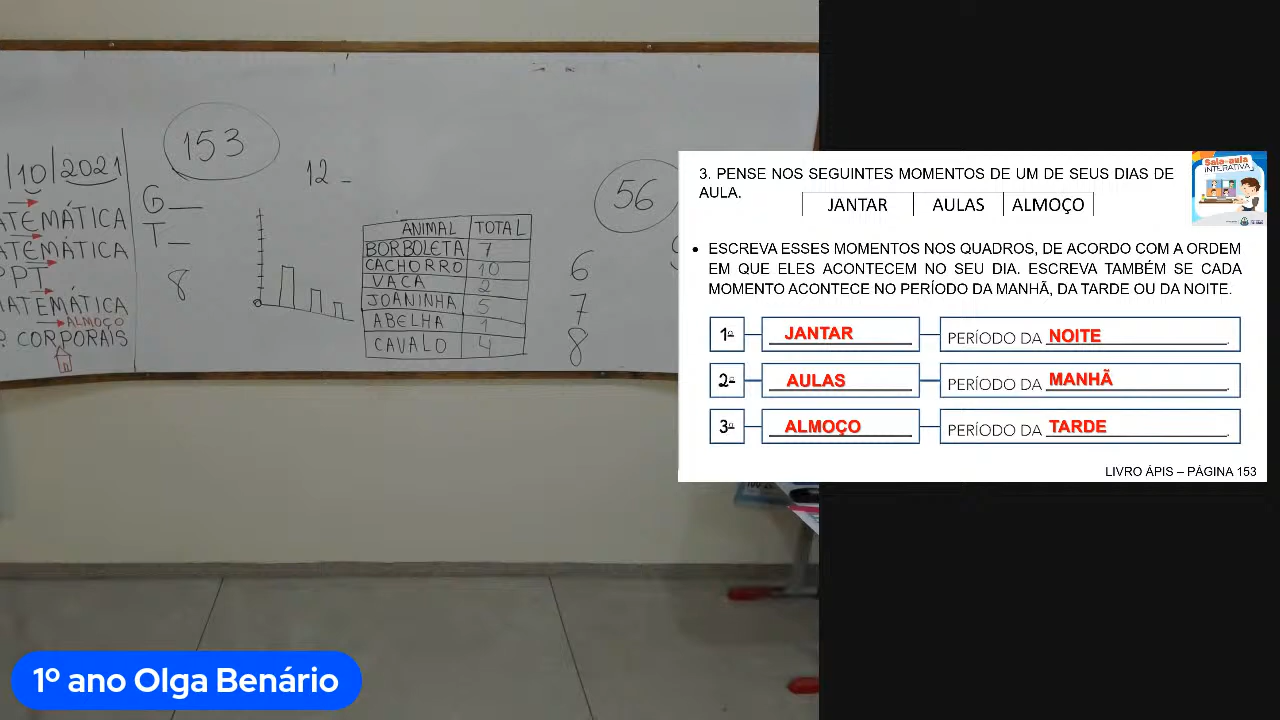 /10/2021
ATEMÁTICA
ATEMÁTICA
PPT
MATEMÁTICA
ALMOÇO
P. CORPORAIS
153
G
T
8
12 _
ANIMAL TOTAL
BORBOLETA 7
CACHORRO 10
VACA 2
JOANINHA 5
ABELHA 1
CAVALO 4
6
7
8
56
3. PENSE NOS SEGUINTES MOMENTOS DE UM DE SEUS DIAS DE
AULA.
JANTAR AULAS ALMOÇO
Sala-aula
INTERATIVA
• ESCREVA ESSES MOMENTOS NOS QUADROS, DE ACORDO COM A ORDEM
EM QUE ELES ACONTECEM NO SEU DIA. ESCREVA TAMBÉM SE CADA
MOMENTO ACONTECE NO PERÍODO DA MANHÃ, DA TARDE OU DA NOITE.
1º JANTAR PERÍODO DA NOITE.
2º AULAS PERÍODO DA MANHÃ.
3º ALMOÇO PERÍODO DA TARDE.
LIVRO ÁPIS – PÁGINA 153
1º ano Olga Benário